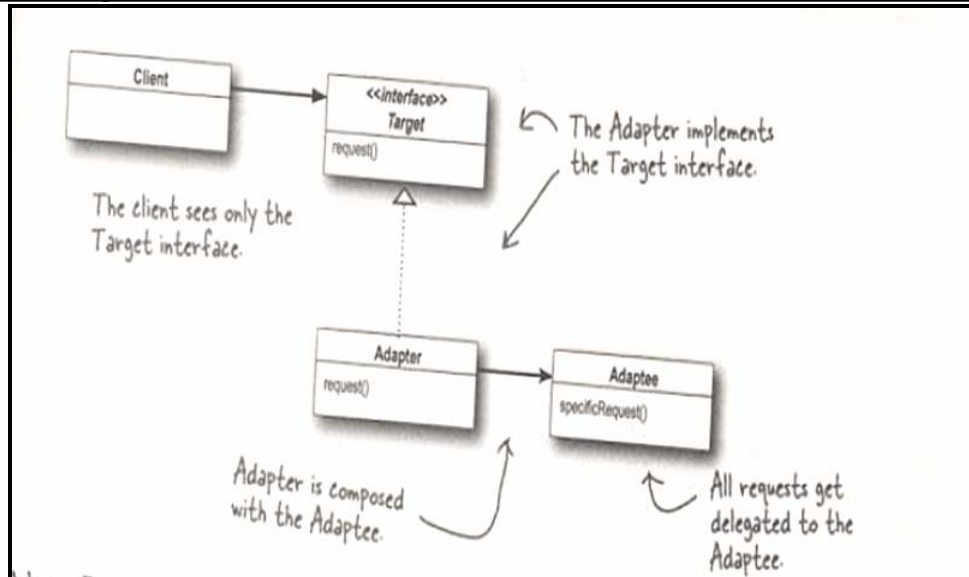 Client
<<interface>>
Target
request()
The Adapter implements
the Target interface.
The client sees only the
Target interface.
Adapter
request()
Adaptee
specificRequest()
Adapter is composed
with the Adaptee.
All requests get
delegated to the
Adaptee.